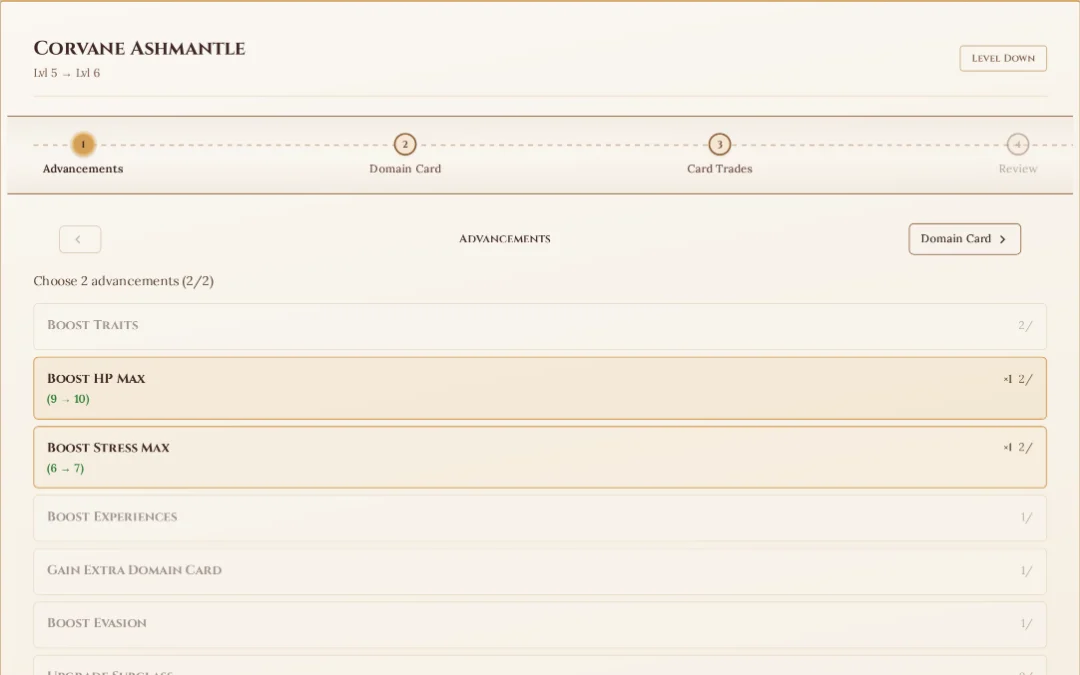 Corvane Ashmantle
Lvl 5 → Lvl 6
Level Down
1
2
3
4
Advancements
Domain Card
Card Trades
Review
Advancements
Domain Card
Choose 2 advancements (2/2)
Boost Traits
2/
Boost HP Max
×1 2/
(9 → 10)
Boost Stress Max
×1 2/
(6 → 7)
Boost Experiences
1/
Gain Extra Domain Card
1/
Boost Evasion
1/